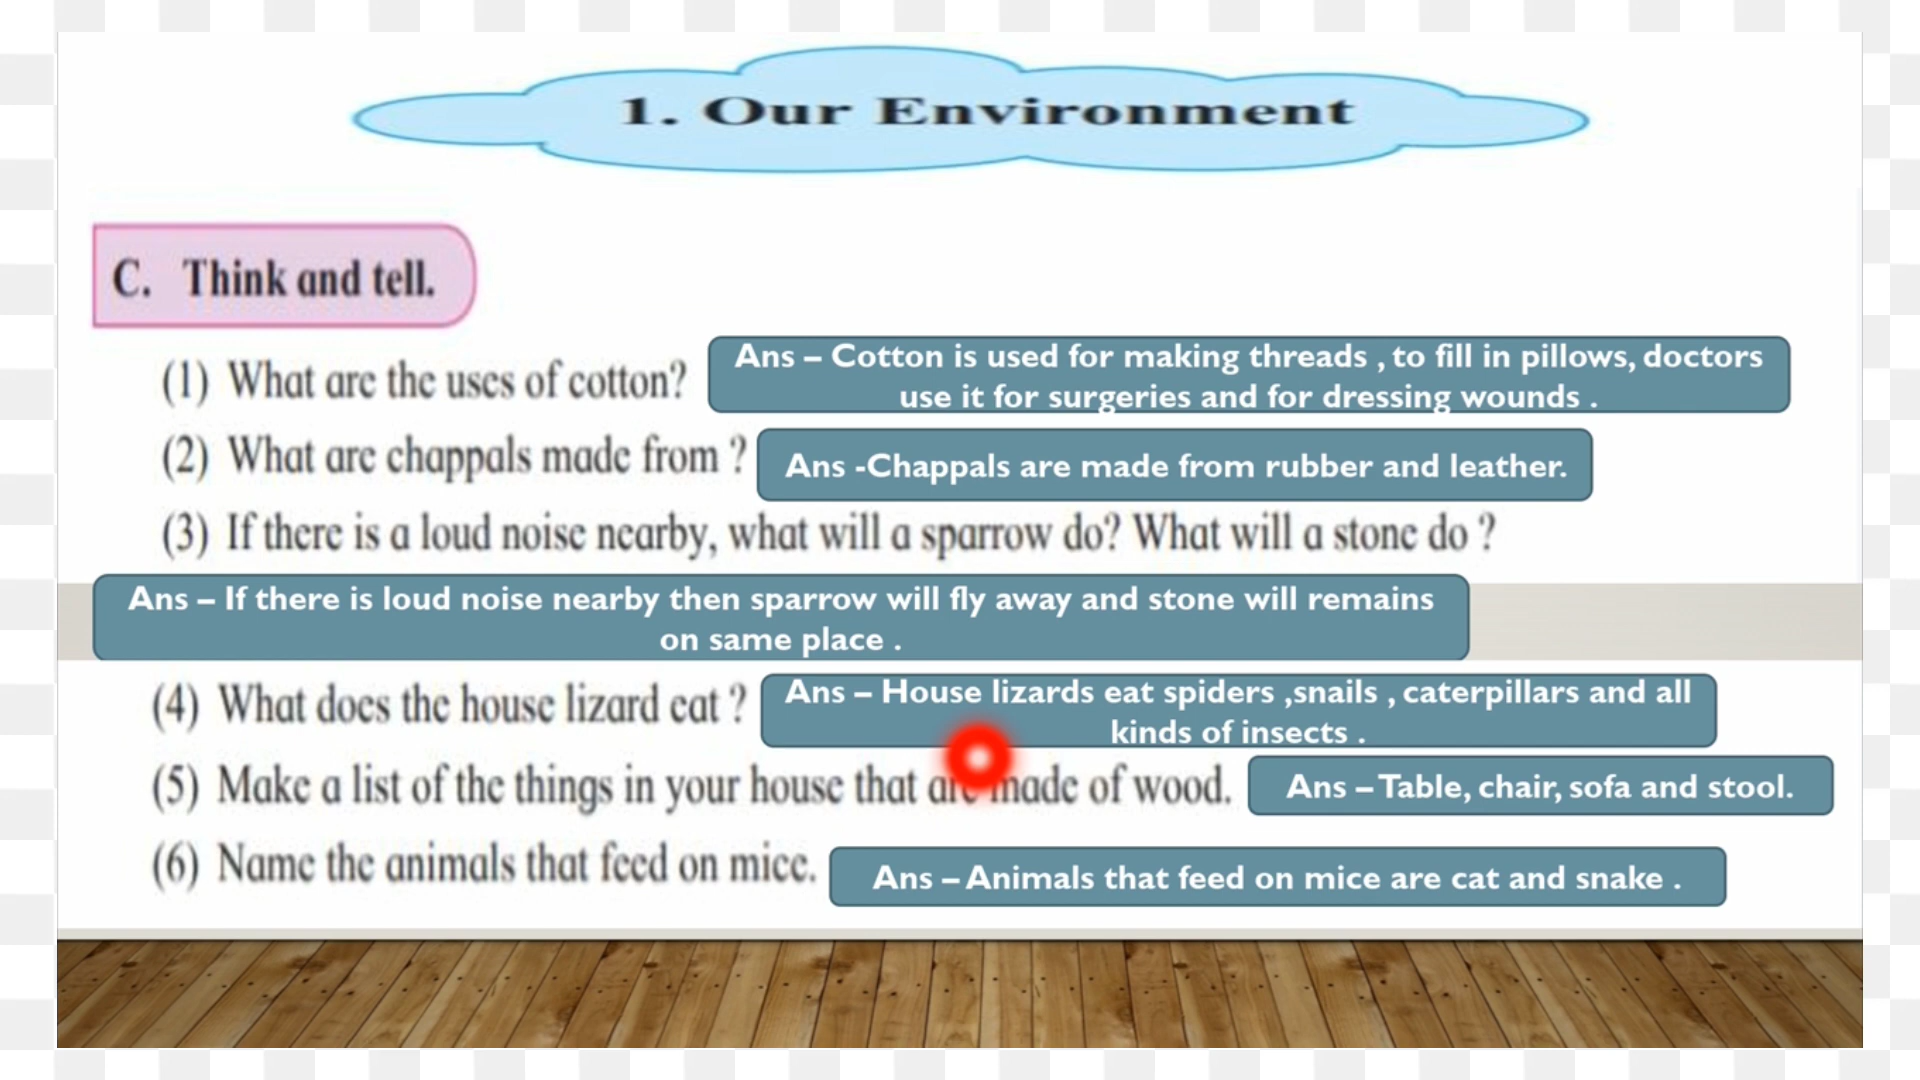 1. Our Environment
C. Think and tell.
(1) What are the uses of cotton?
Ans – Cotton is used for making threads , to fill in pillows, doctors
use it for surgeries and for dressing wounds .
(2) What are chappals made from ?
Ans -Chappals are made from rubber and leather.
(3) If there is a loud noise nearby, what will a sparrow do? What will a stone do ?
Ans – If there is loud noise nearby then sparrow will fly away and stone will remains
on same place .
(4) What does the house lizard eat ?
Ans – House lizards eat spiders ,snails , caterpillars and all
kinds of insects .
(5) Make a list of the things in your house that are made of wood.
Ans – Table, chair, sofa and stool.
(6) Name the animals that feed on mice.
Ans – Animals that feed on mice are cat and snake .